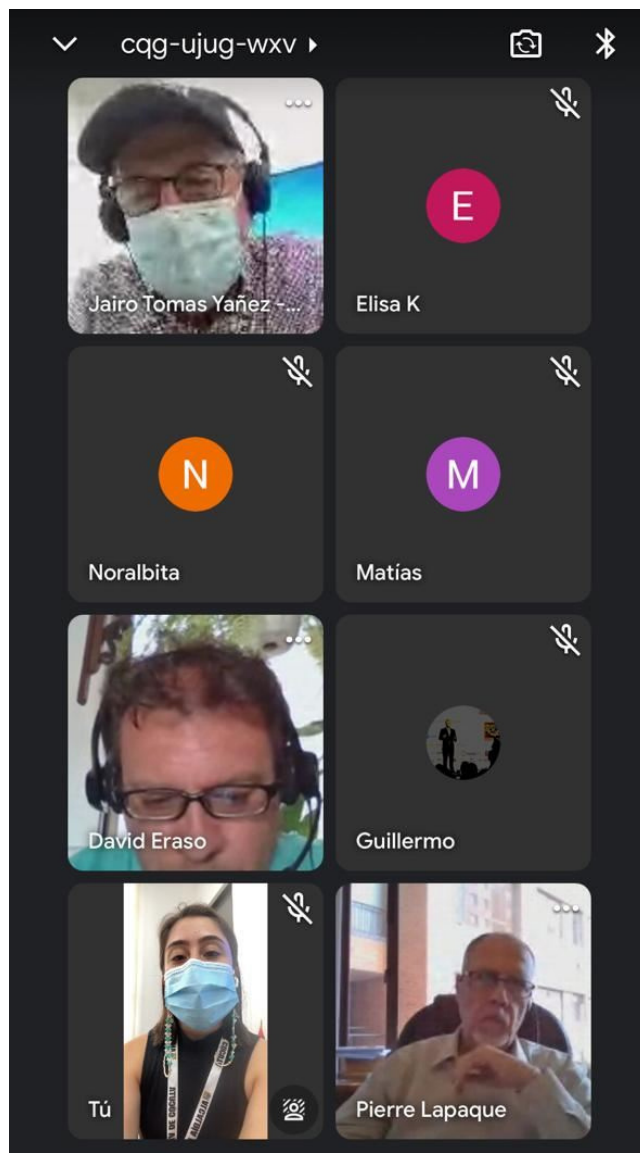 cqg-ujug-wxv
Jairo Tomas Yañez -...
E
Elisa K
N
Noralbita
M
Matías
David Eraso
Guillermo
Tú
Pierre Lapaque